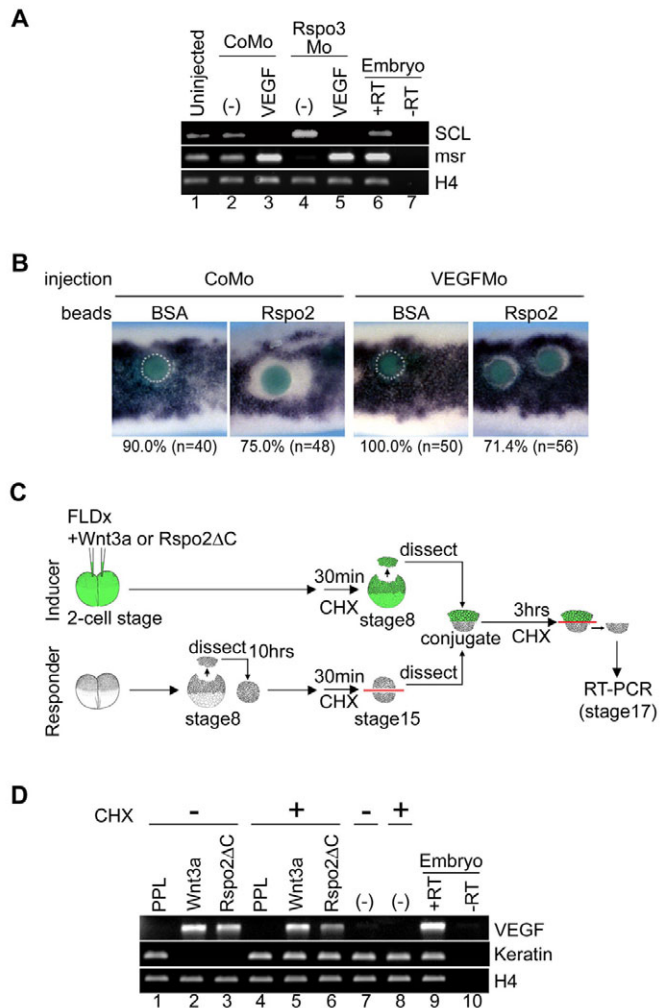 A
Uninjected
CoMo
(-)
VEGF
Rspo3
Mo
(-)
VEGF
Embryo
+RT
-RT
SCL
msr
H4
1 2 3 4 5 6 7
B
injection CoMo VEGFMo
beads BSA Rspo2 BSA Rspo2
90.0% (n=40) 75.0% (n=48) 100.0% (n=50) 71.4% (n=56)
C
FLDx
+Wnt3a or Rspo2ΔC
Inducer
2-cell stage
30min
CHX
stage8
dissect
conjugate
3hrs
CHX
Responder
dissect 10hrs
stage8
30min
CHX
stage15
dissect
RT-PCR
(stage17)
D
CHX - + - +
PPL
Wnt3a
Rspo2ΔC
PPL
Wnt3a
Rspo2ΔC
(-)
(-)
Embryo
+RT
-RT
VEGF
Keratin
H4
1 2 3 4 5 6 7 8 9 10